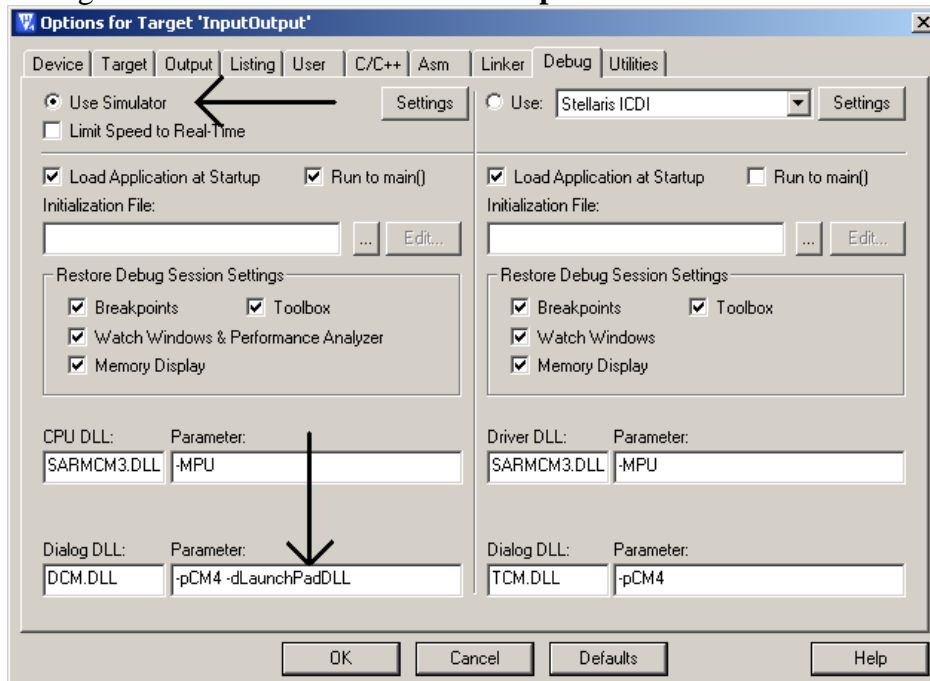 Options for Target 'InputOutput'
Device Target Output Listing User C/C++ Asm Linker Debug Utilities
Use Simulator Settings Use: Stellaris ICDI Settings
Limit Speed to Real-Time
Load Application at Startup Run to main() Load Application at Startup Run to main()
Initialization File: Initialization File:
... Edit... ... Edit...
Restore Debug Session Settings Restore Debug Session Settings
Breakpoints Toolbox Breakpoints Toolbox
Watch Windows & Performance Analyzer Watch Windows
Memory Display Memory Display
CPU DLL: Parameter: Driver DLL: Parameter:
SARMCM3.DLL -MPU SARMCM3.DLL -MPU
Dialog DLL: Parameter: Dialog DLL: Parameter:
DCM.DLL -pCM4 -dLaunchPadDLL TCM.DLL -pCM4
OK Cancel Defaults Help